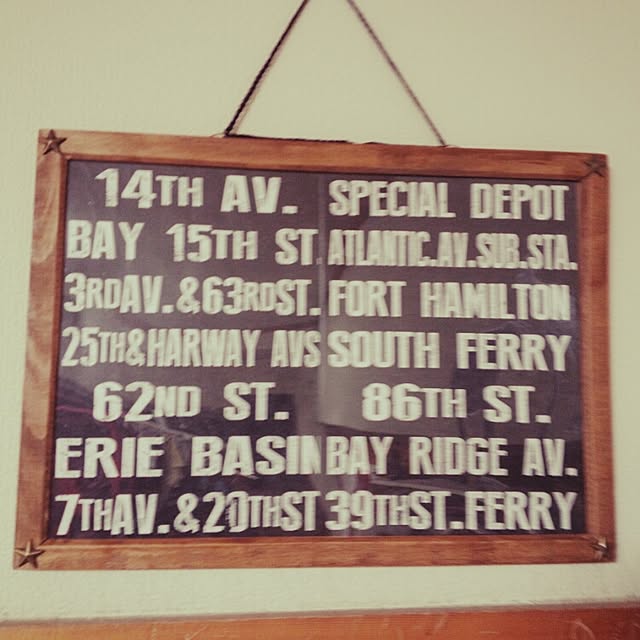 14TH AV.
BAY 15TH ST.
3RDAV.&63RDST.
25TH&HARWAY AVS
62ND ST.
ERIE BASIN
7THAV.&20THST
SPECIAL DEPOT
ATLANTIC.AV.SUB.STA.
FORT HAMILTON
SOUTH FERRY
86TH ST.
BAY RIDGE AV.
39THST.FERRY